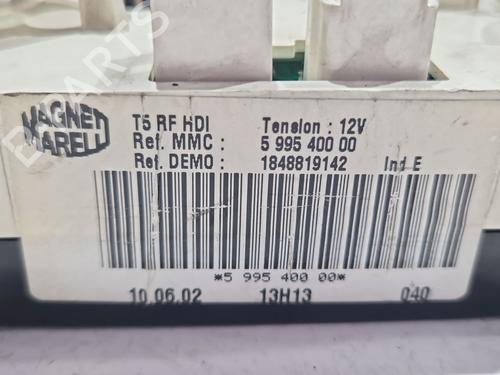 MAGNETI
MARELLI
T5 RF HDI Tension : 12V
Ref. MMC : 5 995 400 00
Ref. DEMO : 1848819142 Ind E
*5 995 400 00*
10.06.02 13H13 040